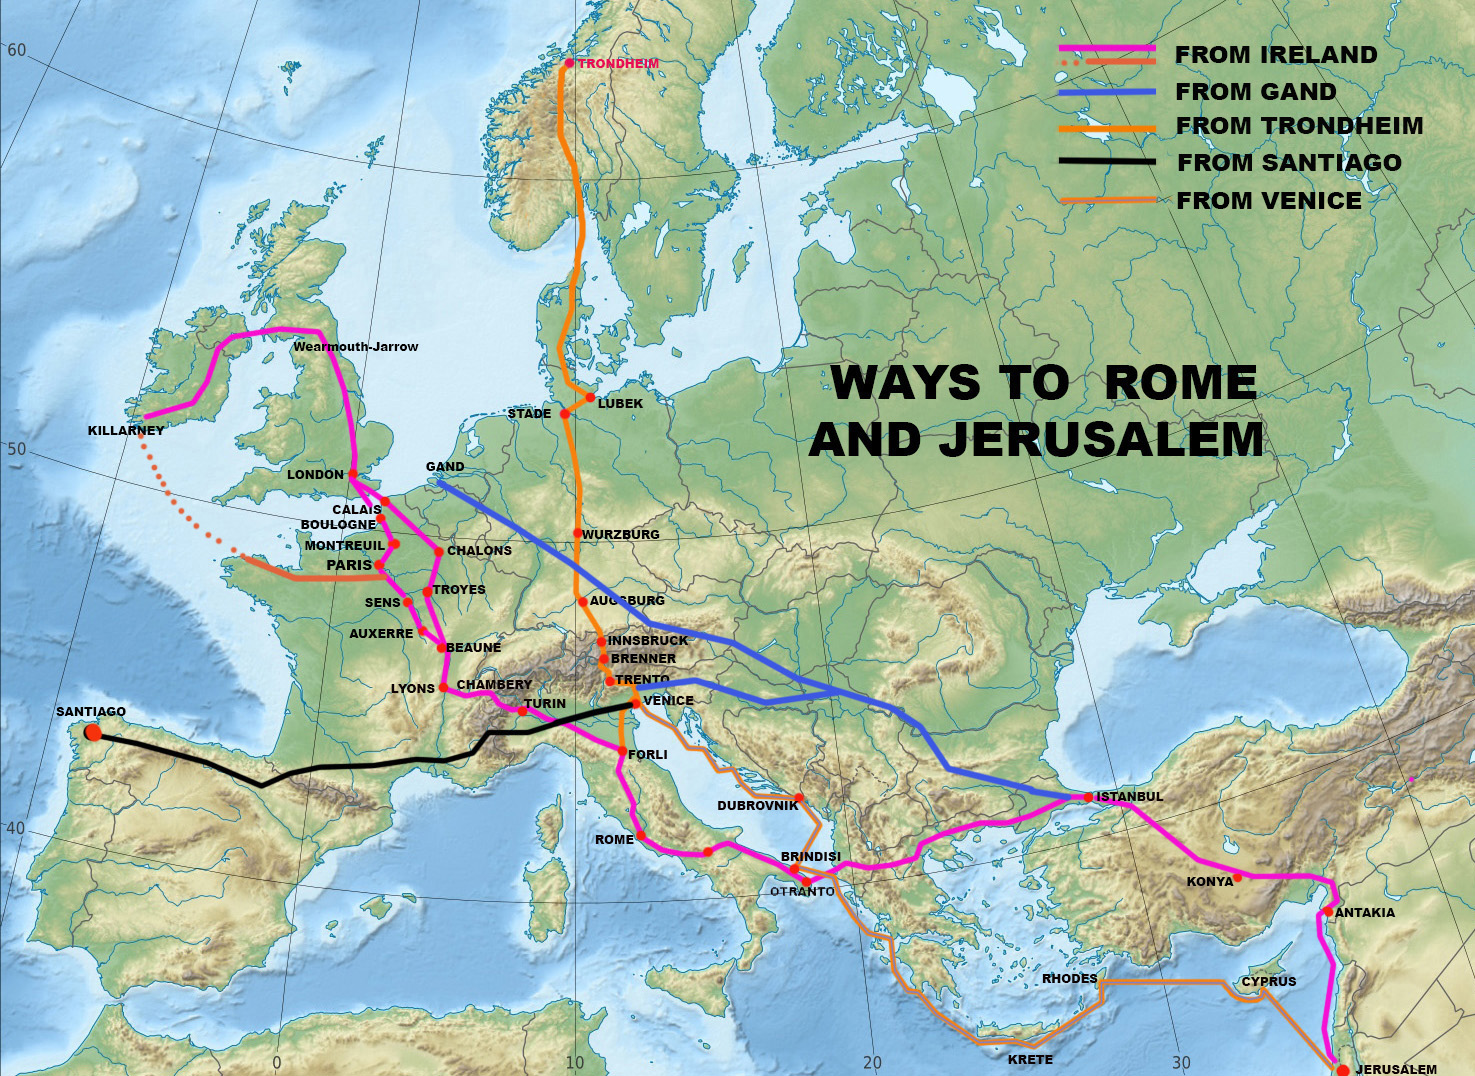 60
TRONDHEIM
FROM IRELAND
FROM GAND
FROM TRONDHEIM
FROM SANTIAGO
FROM VENICE
WAYS TO ROME
AND JERUSALEM
Wearmouth-Jarrow
KILLARNEY
LUBEK
STADE
50
LONDON
GAND
CALAIS
BOULOGNE
MONTREUIL
PARIS
CHALONS
WURZBURG
TROYES
SENS
AUGSBURG
AUXERRE
BEAUNE
INNSBRUCK
BRENNER
TRENTO
LYONS
CHAMBERY
TURIN
VENICE
SANTIAGO
FORLI
DUBROVNIK
ISTANBUL
40
ROME
BRINDISI
OTRANTO
KONYA
ANTAKIA
RHODES
CYPRUS
KRETE
JERUSALEM
0
10
20
30